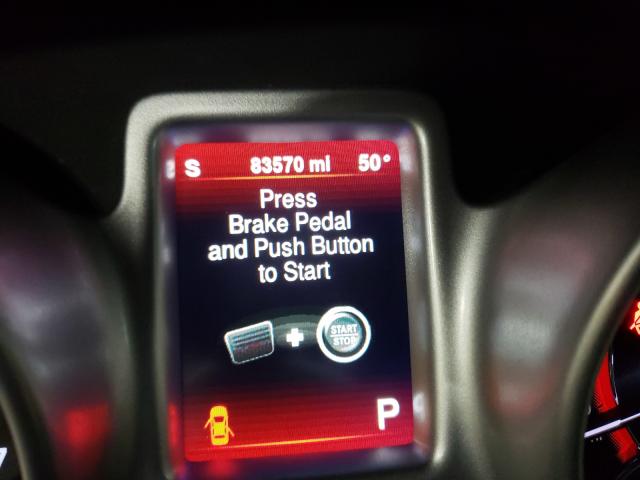 S 83570 mi 50°
Press
Brake Pedal
and Push Button
to Start
START
STOP
P